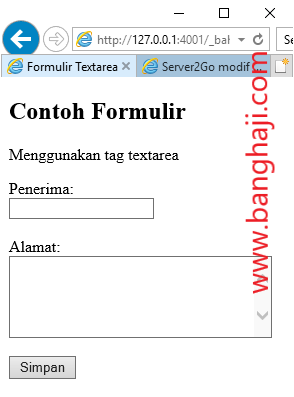 http://127.0.0.1:4001/_bal
Se
Formulir Textarea
Server2Go modif
Contoh Formulir
Menggunakan tag textarea
Penerima:
Alamat:
Simpan
www.banghaji.com